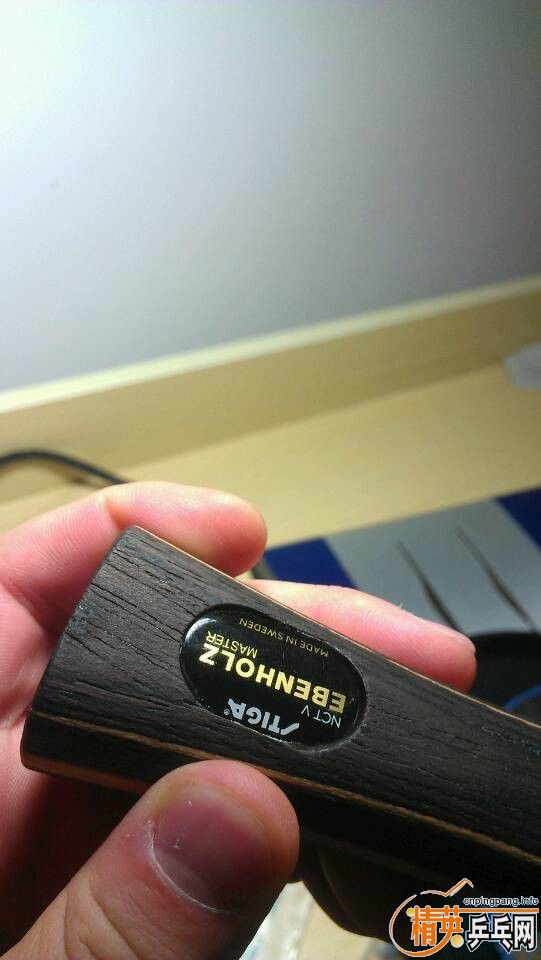 STIGA®
NCT V
EBENHOLZ
MASTER
MADE IN SWEDEN
cnpingpang.info
精英乒乓网